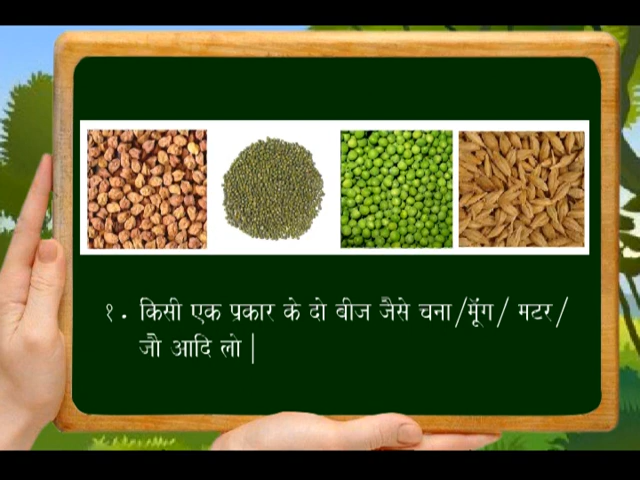 १. किसी एक प्रकार के दो बीज जैसे चना/मूँग/ मटर/
जौ आदि लो |